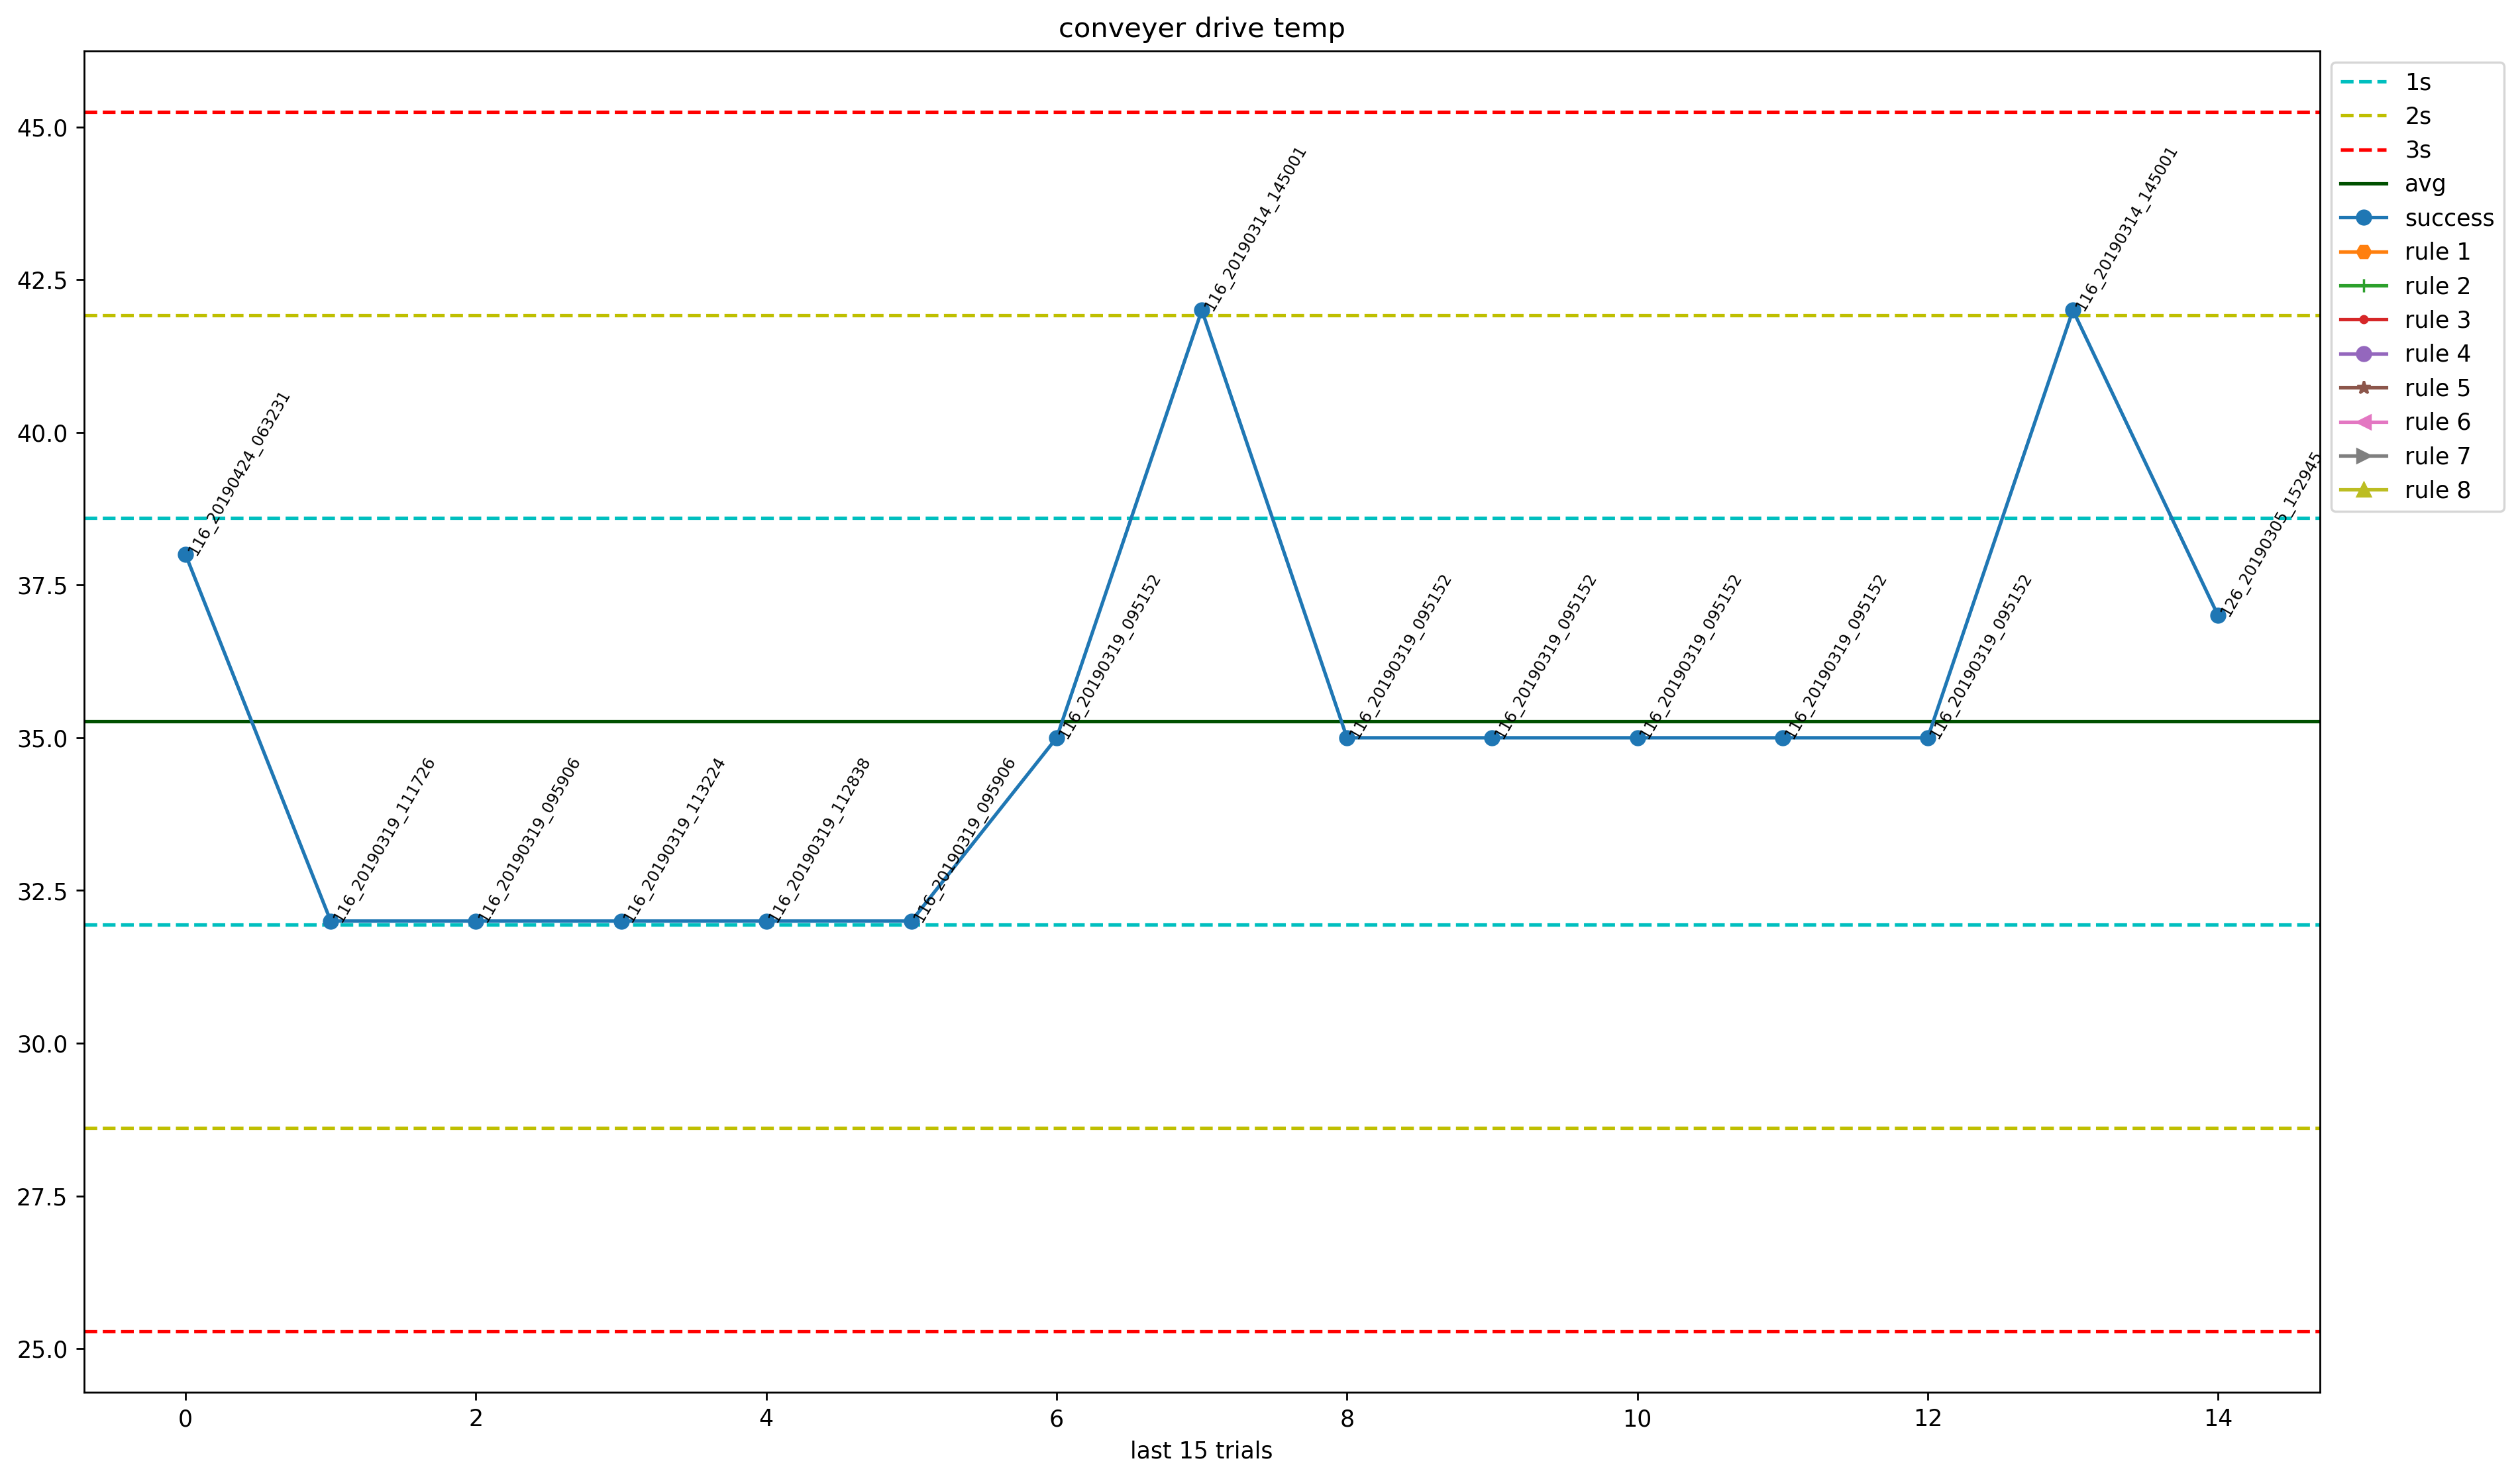 conveyer drive temp
45.0
42.5
40.0
37.5
35.0
32.5
30.0
27.5
25.0
116_20190424_063231
116_20190319_111726
116_20190319_095906
116_20190319_113224
116_20190319_112838
116_20190319_095906
116_20190319_095152
116_20190314_145001
116_20190319_095152
116_20190319_095152
116_20190319_095152
116_20190319_095152
116_20190319_095152
116_20190314_145001
126_20190305_152945
0
2
4
6
8
10
12
14
last 15 trials
1s
2s
3s
avg
success
rule 1
rule 2
rule 3
rule 4
rule 5
rule 6
rule 7
rule 8